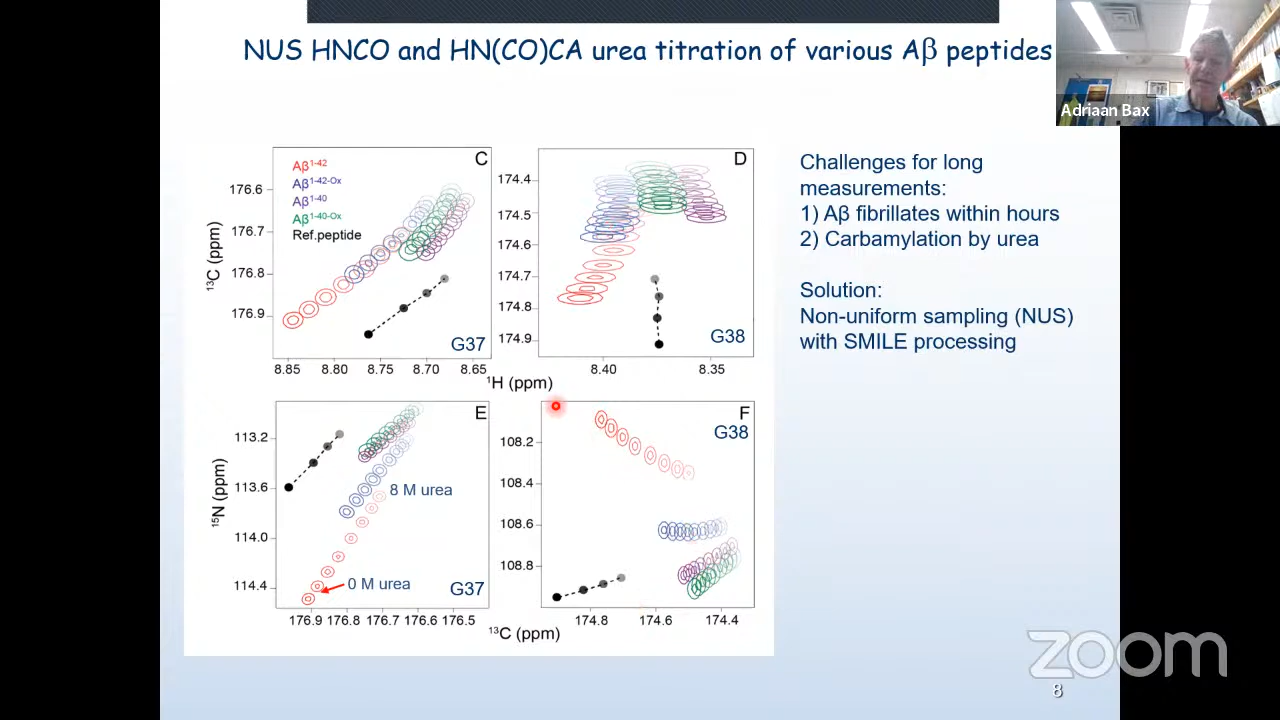 NUS HNCO and HN(CO)CA urea titration of various Aβ peptides
Adriaan Bax
C
Aβ¹⁻⁴²
Aβ¹⁻⁴²⁻ᴼˣ
Aβ¹⁻⁴⁰
Aβ¹⁻⁴⁰⁻ᴼˣ
Ref.peptide
176.6
176.7
176.8
176.9
¹³C (ppm)
G37
8.85 8.80 8.75 8.70 8.65
D
174.4
174.5
174.6
174.7
174.8
174.9
G38
8.40 8.35
¹H (ppm)
E
113.2
113.6
114.0
114.4
¹⁵N (ppm)
8 M urea
0 M urea
G37
176.9 176.8 176.7 176.6 176.5
F
G38
108.2
108.4
108.6
108.8
174.8 174.6 174.4
¹³C (ppm)
Challenges for long
measurements:
1) Aβ fibrillates within hours
2) Carbamylation by urea
Solution:
Non-uniform sampling (NUS)
with SMILE processing
zoom
8